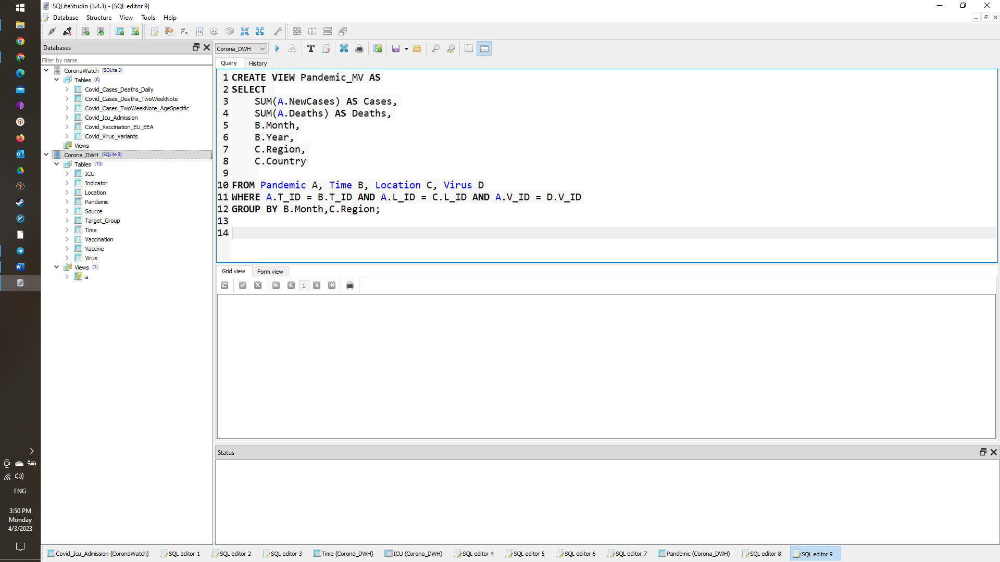 SQLiteStudio (3.4.3) - [SQL editor 9]
Database Structure View Tools Help
Databases
Filter by name
CoronaWatch (SQLite 3)
Tables (6)
Covid_Cases_Deaths_Daily
Covid_Cases_Deaths_TwoWeekNote
Covid_Cases_TwoWeekNote_AgeSpecific
Covid_Icu_Admission
Covid_Vaccination_EU_EEA
Covid_Virus_Variants
Views
Corona_DWH (SQLite 3)
Tables (10)
ICU
Indicator
Location
Pandemic
Source
Target_Group
Time
Vaccination
Vaccine
Virus
Views (1)
a
Corona_DWH
Query History
1 CREATE VIEW Pandemic_MV AS
2 SELECT
3 SUM(A.NewCases) AS Cases,
4 SUM(A.Deaths) AS Deaths,
5 B.Month,
6 B.Year,
7 C.Region,
8 C.Country
9
10 FROM Pandemic A, Time B, Location C, Virus D
11 WHERE A.T_ID = B.T_ID AND A.L_ID = C.L_ID AND A.V_ID = D.V_ID
12 GROUP BY B.Month,C.Region;
13
14
Grid view Form view
1
Status
ENG
3:50 PM
Monday
4/3/2023
Covid_Icu_Admission (CoronaWatch) SQL editor 1 SQL editor 2 SQL editor 3 Time (Corona_DWH) ICU (Corona_DWH) SQL editor 4 SQL editor 5 SQL editor 6 SQL editor 7 Pandemic (Corona_DWH) SQL editor 8 SQL editor 9